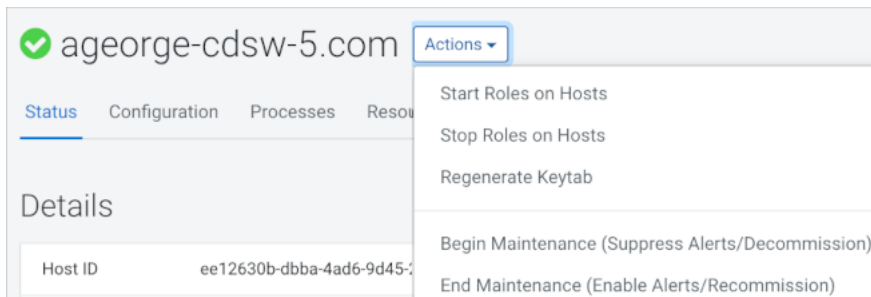 ageorge-cdsw-5.com Actions
Start Roles on Hosts
Status Configuration Processes
Stop Roles on Hosts
Regenerate Keytab
Details
Begin Maintenance (Suppress Alerts/Decommission)
Host ID
End Maintenance (Enable Alerts/Recommission)